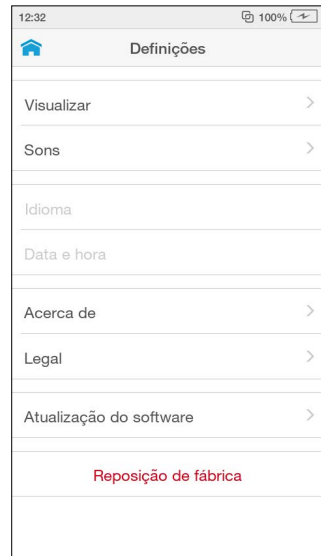 12:32
100%
Definições
Visualizar
Sons
Idioma
Data e hora
Acerca de
Legal
Atualização do software
Reposição de fábrica